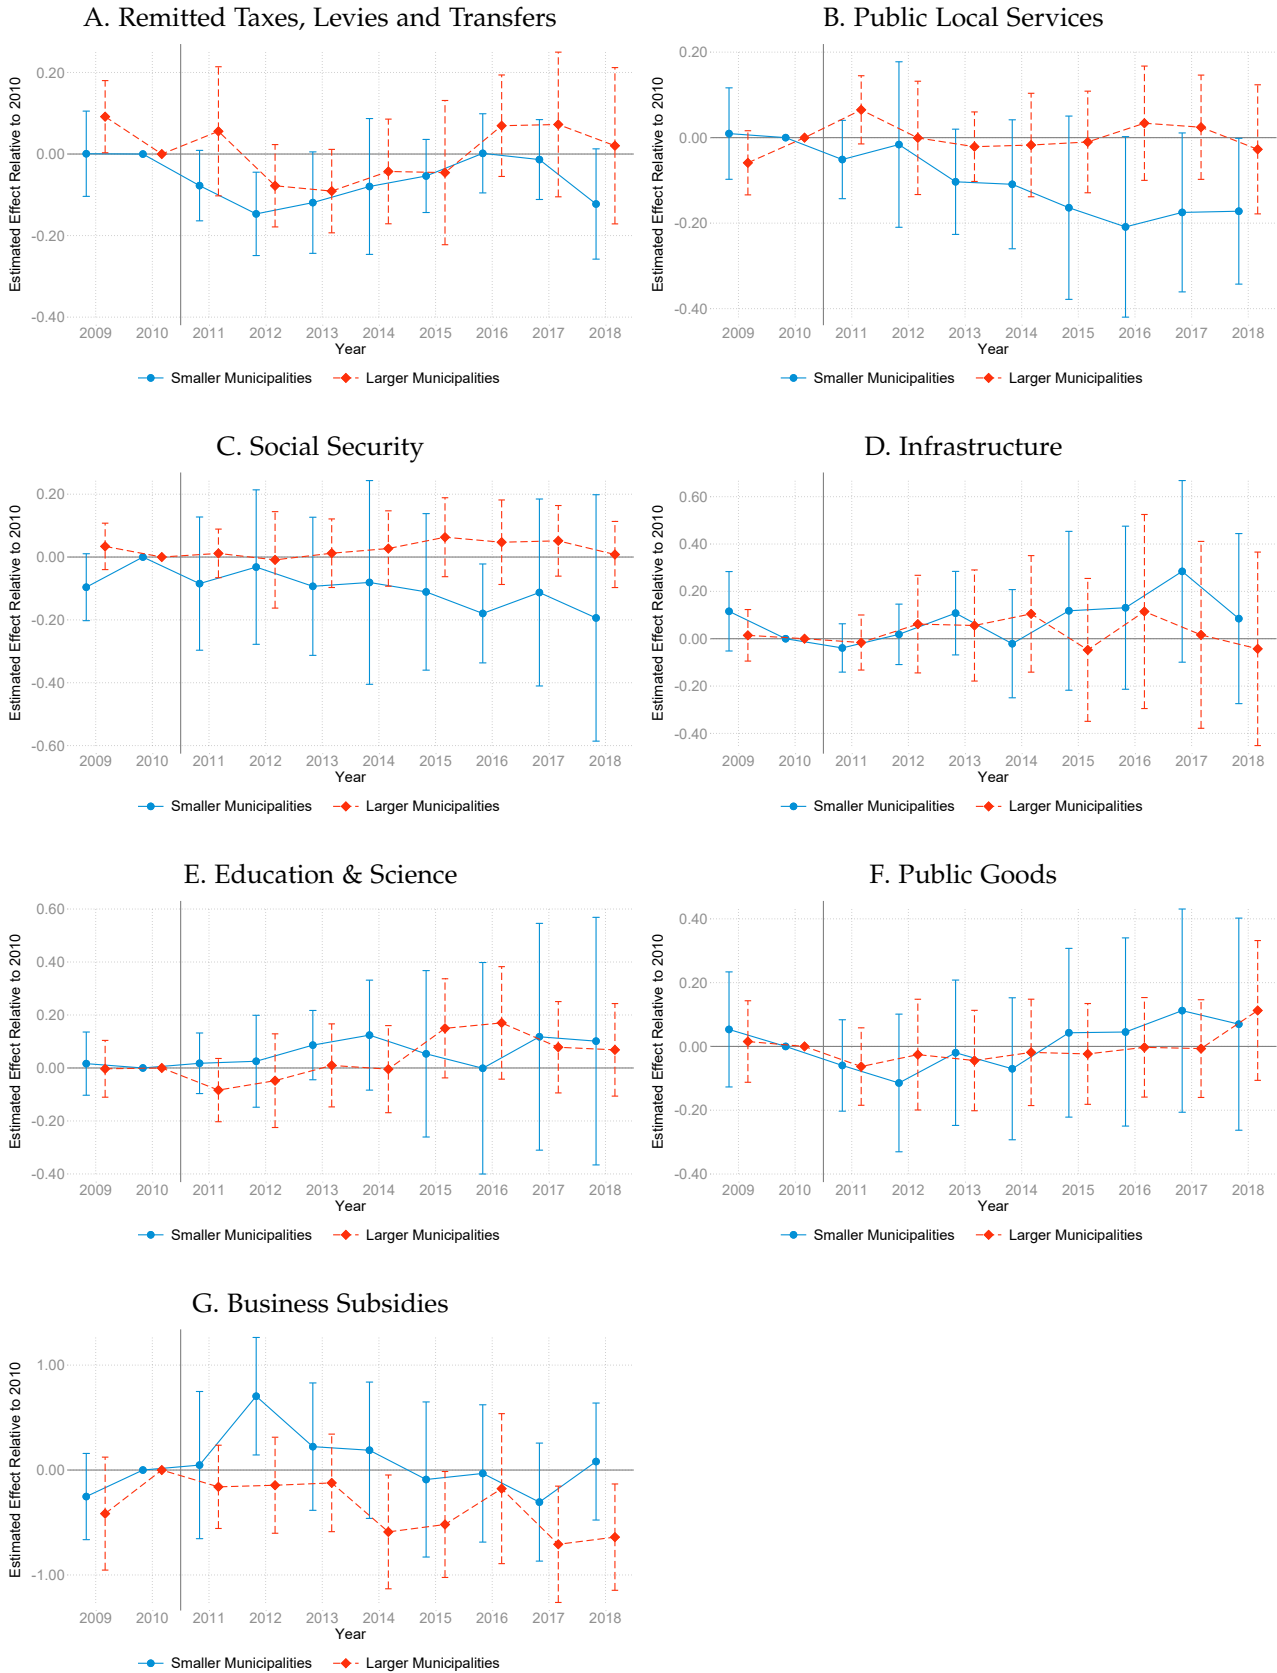 A. Remitted Taxes, Levies and Transfers
Estimated Effect Relative to 2010
0.20
0.00
-0.20
-0.40
2009 2010 2011 2012 2013 2014 2015 2016 2017 2018
Year
Smaller Municipalities Larger Municipalities
B. Public Local Services
Estimated Effect Relative to 2010
0.20
0.00
-0.20
-0.40
2009 2010 2011 2012 2013 2014 2015 2016 2017 2018
Year
Smaller Municipalities Larger Municipalities
C. Social Security
Estimated Effect Relative to 2010
0.20
0.00
-0.20
-0.40
-0.60
2009 2010 2011 2012 2013 2014 2015 2016 2017 2018
Year
Smaller Municipalities Larger Municipalities
D. Infrastructure
Estimated Effect Relative to 2010
0.60
0.40
0.20
0.00
-0.20
-0.40
2009 2010 2011 2012 2013 2014 2015 2016 2017 2018
Year
Smaller Municipalities Larger Municipalities
E. Education & Science
Estimated Effect Relative to 2010
0.60
0.40
0.20
0.00
-0.20
-0.40
2009 2010 2011 2012 2013 2014 2015 2016 2017 2018
Year
Smaller Municipalities Larger Municipalities
F. Public Goods
Estimated Effect Relative to 2010
0.40
0.20
0.00
-0.20
-0.40
2009 2010 2011 2012 2013 2014 2015 2016 2017 2018
Year
Smaller Municipalities Larger Municipalities
G. Business Subsidies
Estimated Effect Relative to 2010
1.00
0.00
-1.00
2009 2010 2011 2012 2013 2014 2015 2016 2017 2018
Year
Smaller Municipalities Larger Municipalities